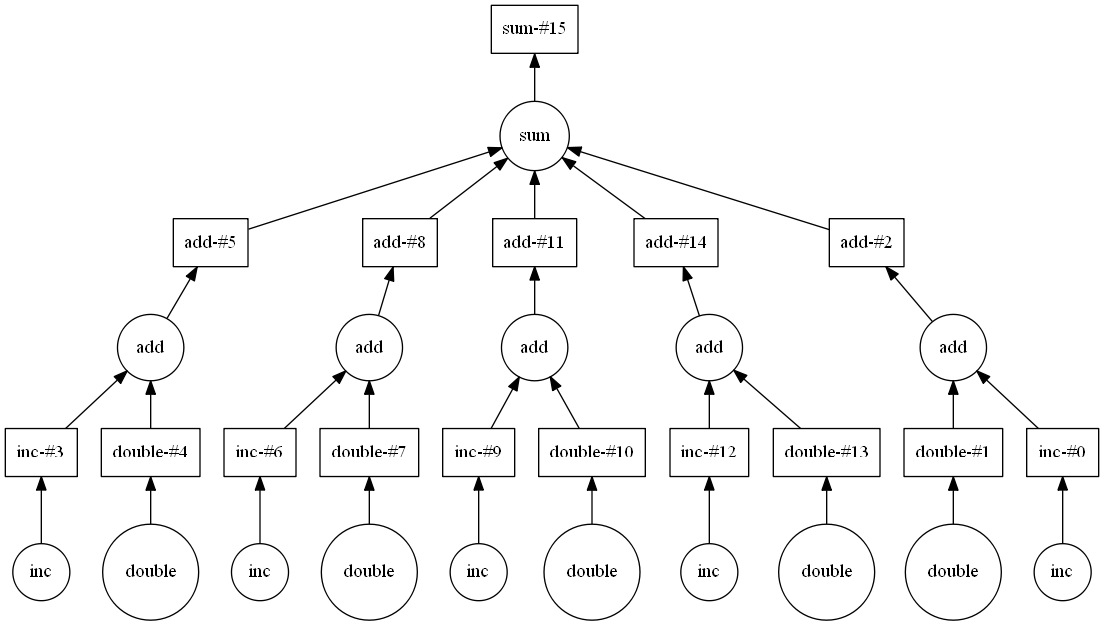 sum-#15
sum
add-#5
add-#8
add-#11
add-#14
add-#2
add
add
add
add
add
inc-#3
double-#4
inc-#6
double-#7
inc-#9
double-#10
inc-#12
double-#13
double-#1
inc-#0
inc
double
inc
double
inc
double
inc
double
double
inc